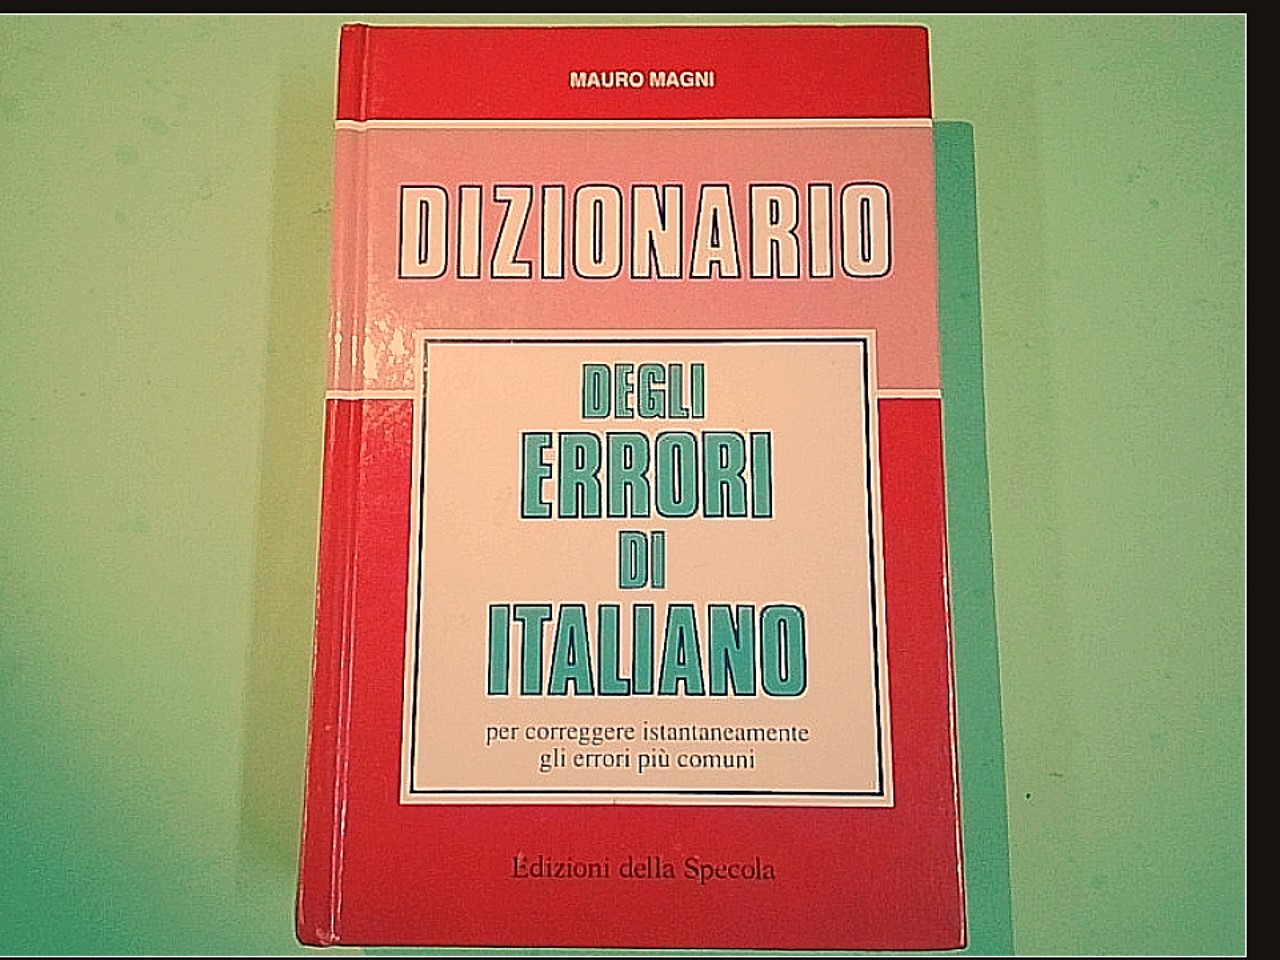 MAURO MAGNI
DIZIONARIO
DEGLI
ERRORI
DI
ITALIANO
per correggere istantaneamente
gli errori più comuni
Edizioni della Specola